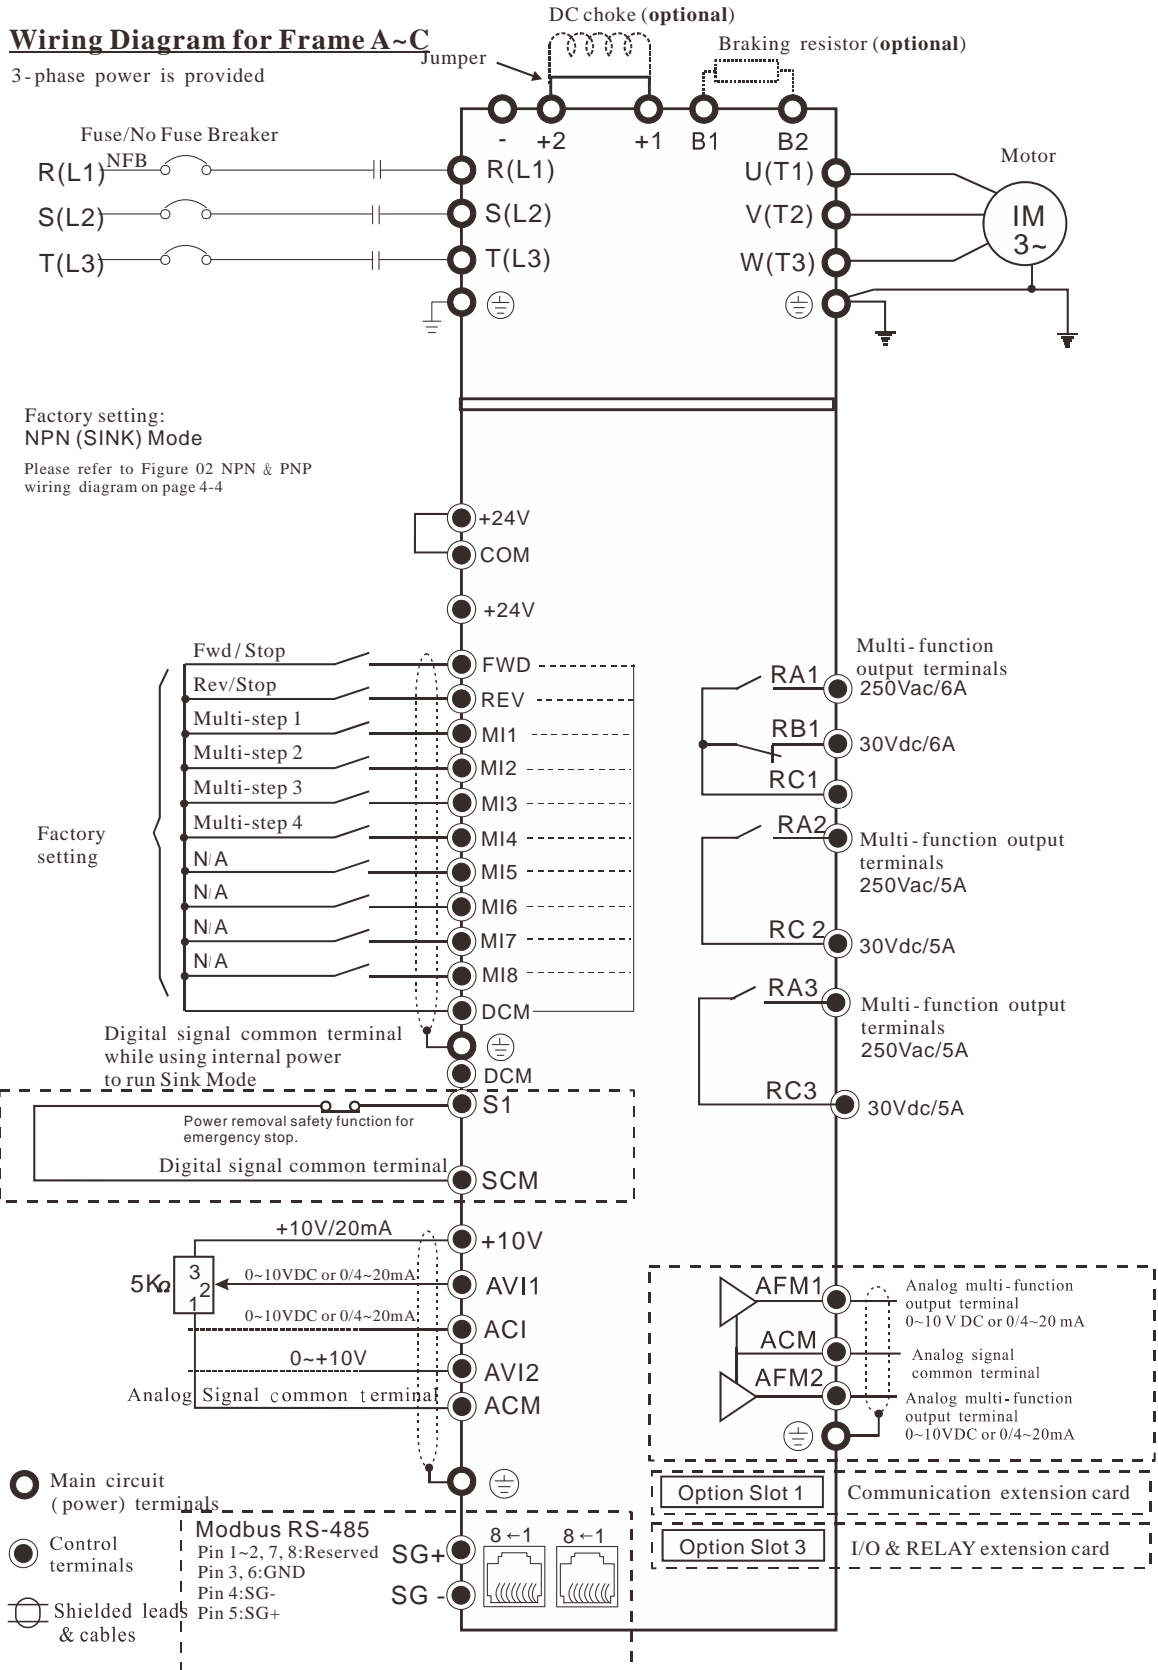 DC choke (optional)
Wiring Diagram for Frame A~C
Jumper
Braking resistor (optional)
3-phase power is provided
- +2 +1 B1 B2
Fuse/No Fuse Breaker
NFB
R(L1) R(L1) U(T1)
Motor
S(L2) S(L2) V(T2)
IM
3~
T(L3) T(L3) W(T3)
Factory setting:
NPN (SINK) Mode
Please refer to Figure 02 NPN & PNP
wiring diagram on page 4-4
+24V
COM
+24V
Fwd/Stop FWD
Rev/Stop REV
Multi-step 1 MI1
Multi-step 2 MI2
Multi-step 3 MI3
Multi-step 4 MI4
N/A MI5
N/A MI6
N/A MI7
N/A MI8
DCM
Factory
setting
Digital signal common terminal
while using internal power
to run Sink Mode
DCM
S1
Power removal safety function for
emergency stop.
Digital signal common terminal
SCM
RA1
Multi-function
output terminals
250Vac/6A
RB1
30Vdc/6A
RC1
RA2
Multi-function output
terminals
250Vac/5A
RC 2
30Vdc/5A
RA3
Multi-function output
terminals
250Vac/5A
RC3
30Vdc/5A
+10V/20mA +10V
5KΩ
3
2
1
0~10VDC or 0/4~20mA AVI1
0~10VDC or 0/4~20mA ACI
0~+10V AVI2
Analog Signal common terminal ACM
AFM1
Analog multi-function
output terminal
0~10 V DC or 0/4~20 mA
ACM
Analog signal
common terminal
AFM2
Analog multi-function
output terminal
0~10VDC or 0/4~20mA
Main circuit
(power) terminals
Control
terminals
Shielded leads
& cables
Modbus RS-485
Pin 1~2, 7, 8:Reserved
Pin 3, 6:GND
Pin 4:SG-
Pin 5:SG+
SG+
SG -
8←1 8←1
Option Slot 1 Communication extension card
Option Slot 3 I/O & RELAY extension card